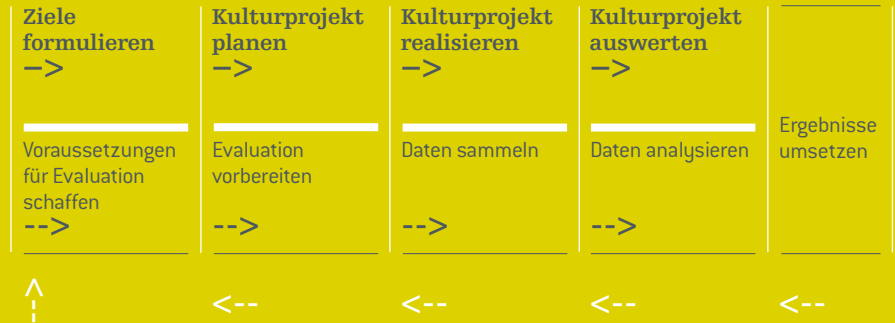 Ziele
formulieren
–>
Kulturprojekt
planen
–>
Kulturprojekt
realisieren
–>
Kulturprojekt
auswerten
–>
Voraussetzungen
für Evaluation
schaffen
-->
Evaluation
vorbereiten
-->
Daten sammeln
-->
Daten analysieren
-->
Ergebnisse
umsetzen
<-- <-- <-- <--